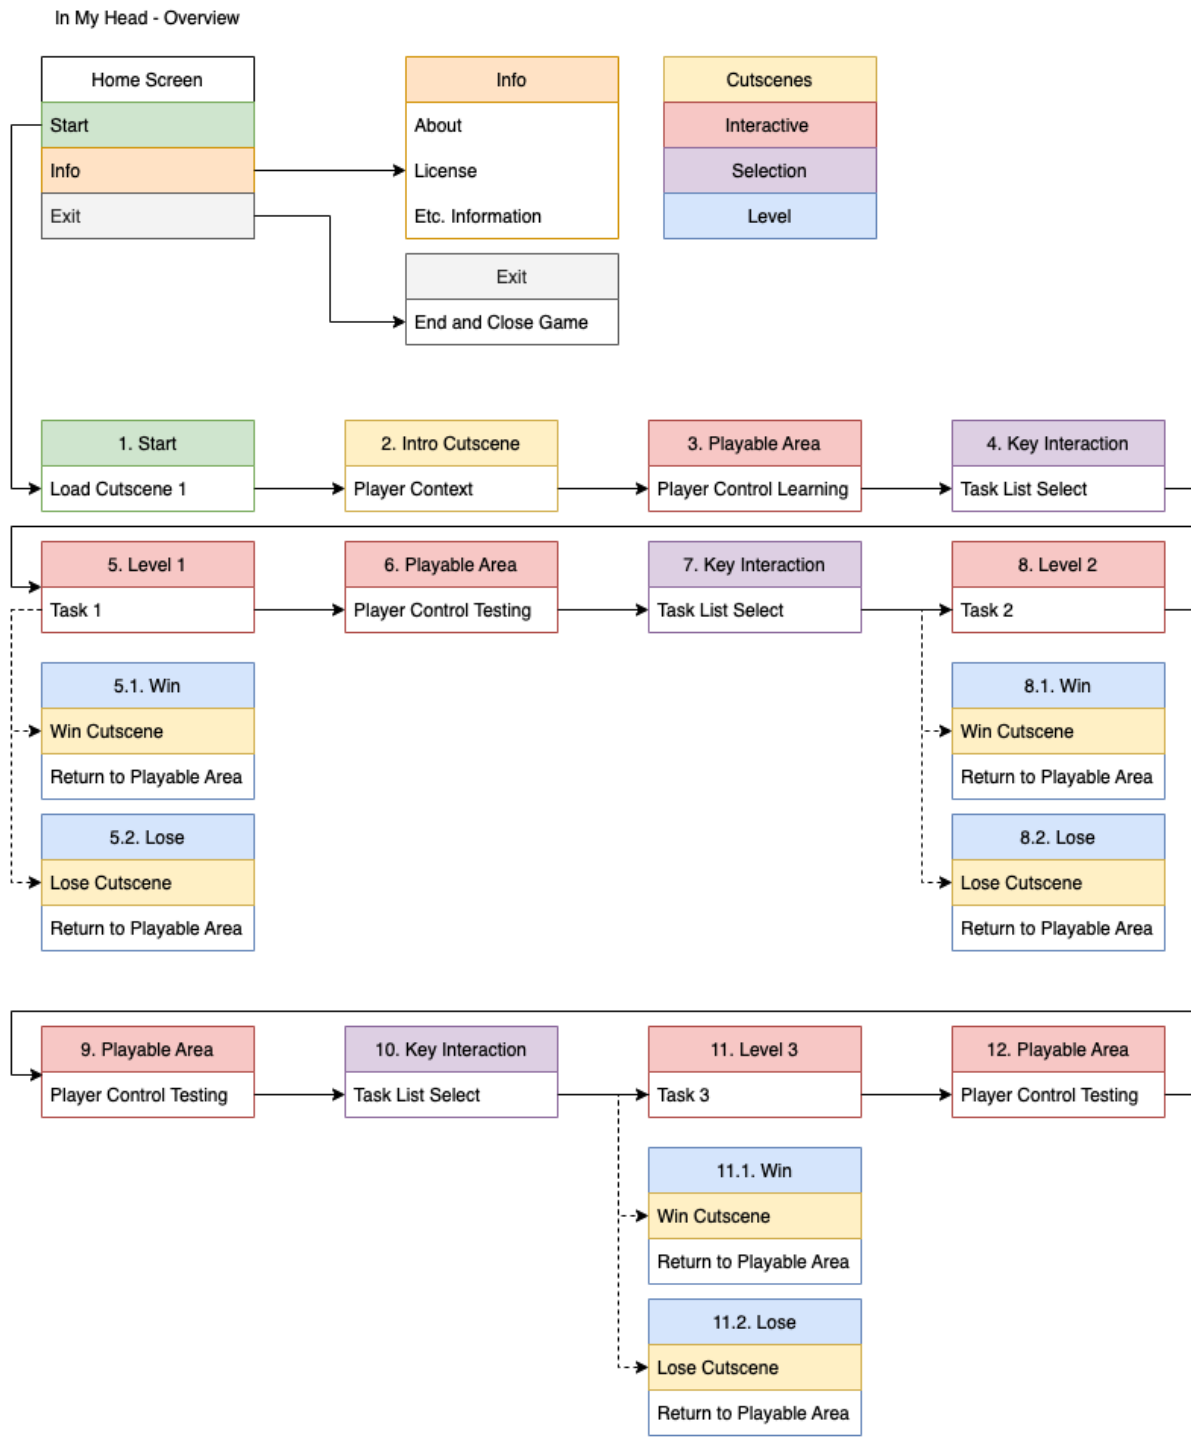 In My Head - Overview
Home Screen
Start
Info
Exit
Info
About
License
Etc. Information
Exit
End and Close Game
Cutscenes
Interactive
Selection
Level
1. Start
Load Cutscene 1
2. Intro Cutscene
Player Context
3. Playable Area
Player Control Learning
4. Key Interaction
Task List Select
5. Level 1
Task 1
6. Playable Area
Player Control Testing
7. Key Interaction
Task List Select
8. Level 2
Task 2
5.1. Win
Win Cutscene
Return to Playable Area
5.2. Lose
Lose Cutscene
Return to Playable Area
8.1. Win
Win Cutscene
Return to Playable Area
8.2. Lose
Lose Cutscene
Return to Playable Area
9. Playable Area
Player Control Testing
10. Key Interaction
Task List Select
11. Level 3
Task 3
12. Playable Area
Player Control Testing
11.1. Win
Win Cutscene
Return to Playable Area
11.2. Lose
Lose Cutscene
Return to Playable Area